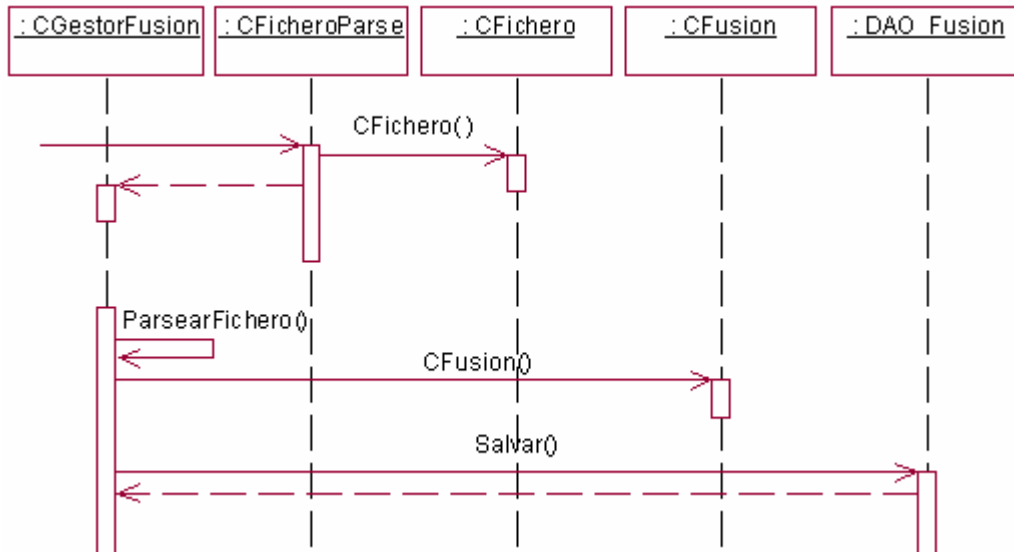 : CGestorFusion
: CFicheroParse
: CFichero
: CFusion
: DAO_Fusion
CFichero()
ParsearFichero()
CFusion()
Salvar()